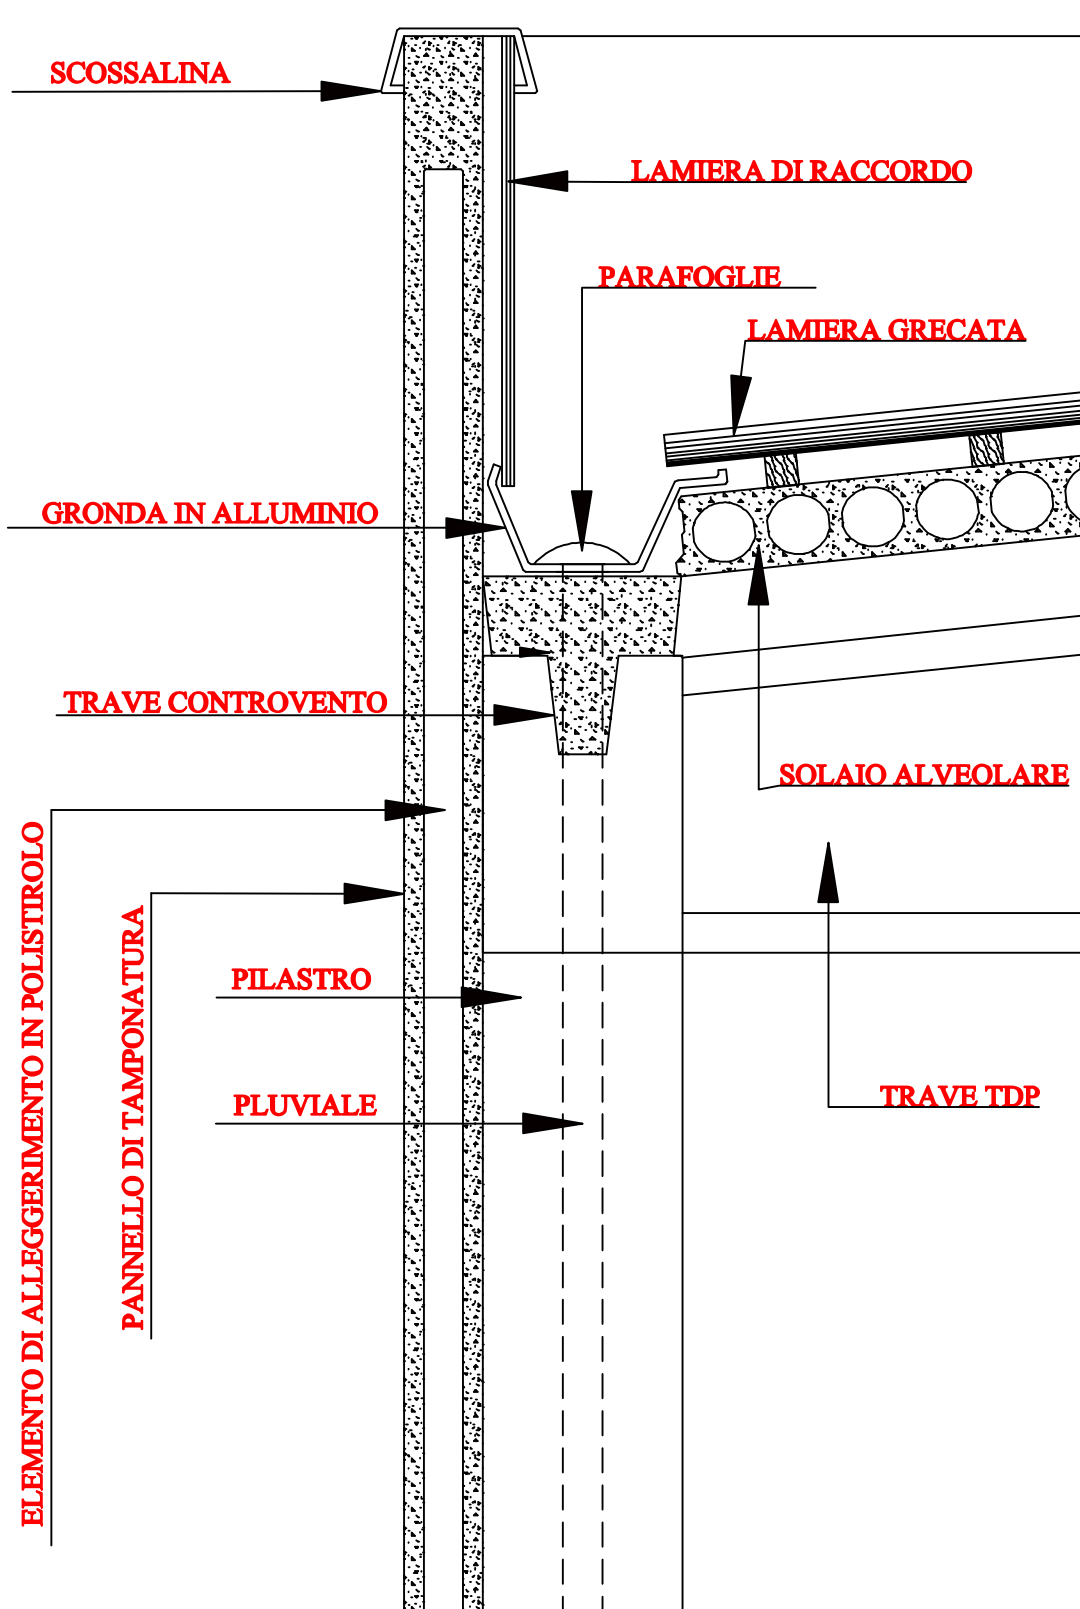 SCOSSALINA
LAMIERA DI RACCORDO
PARAFOGLIE
LAMIERA GRECATA
GRONDA IN ALLUMINIO
TRAVE CONTROVENTO
SOLAIO ALVEOLARE
ELEMENTO DI ALLEGGERIMENTO IN POLISTIROLO
PANNELLO DI TAMPONATURA
PILASTRO
PLUVIALE
TRAVE TDP